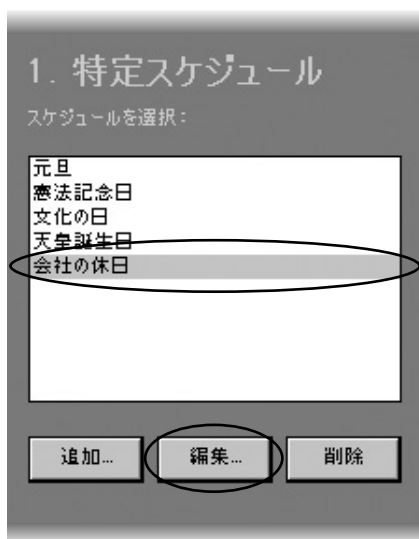 1. 特定スケジュール
スケジュールを選択:
元旦
憲法記念日
文化の日
天皇誕生日
会社の休日
追加...
編集...
削除